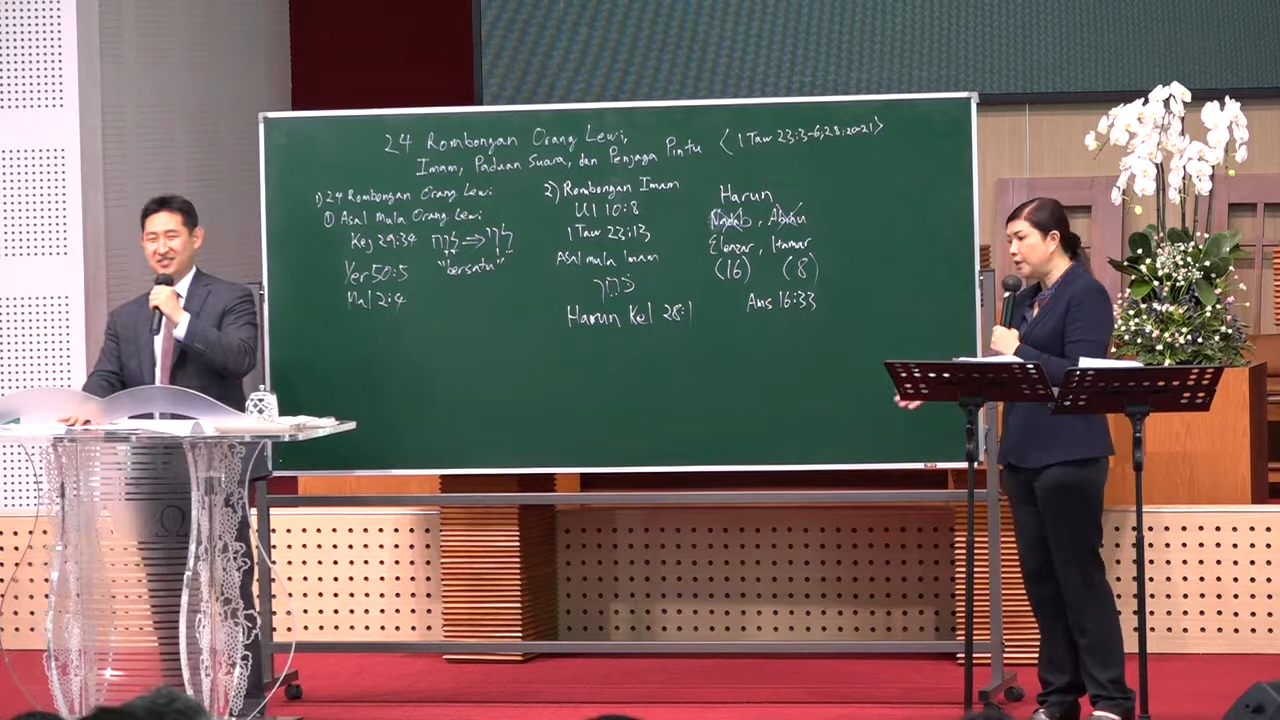 24 Rombongan Orang Lewi,
Imam, Paduan Suara, dan Penjaga Pintu
<1 Taw 23:3-6; 28:20-21>
1) 24 Rombongan Orang Lewi
① Asal mula Orang Lewi
Kej 29:34 לוה ⇒ לוי
"bersatu"
Yer 50:5
Mal 2:4
2) Rombongan Imam
Ul 10:8
1 Taw 23:13
Asal mula Imam
כהן
Harun Kel 28:1
Harun
Nadab, Abihu
Eleazar, Itamar
(16) (8)
Ams 16:33
Ω